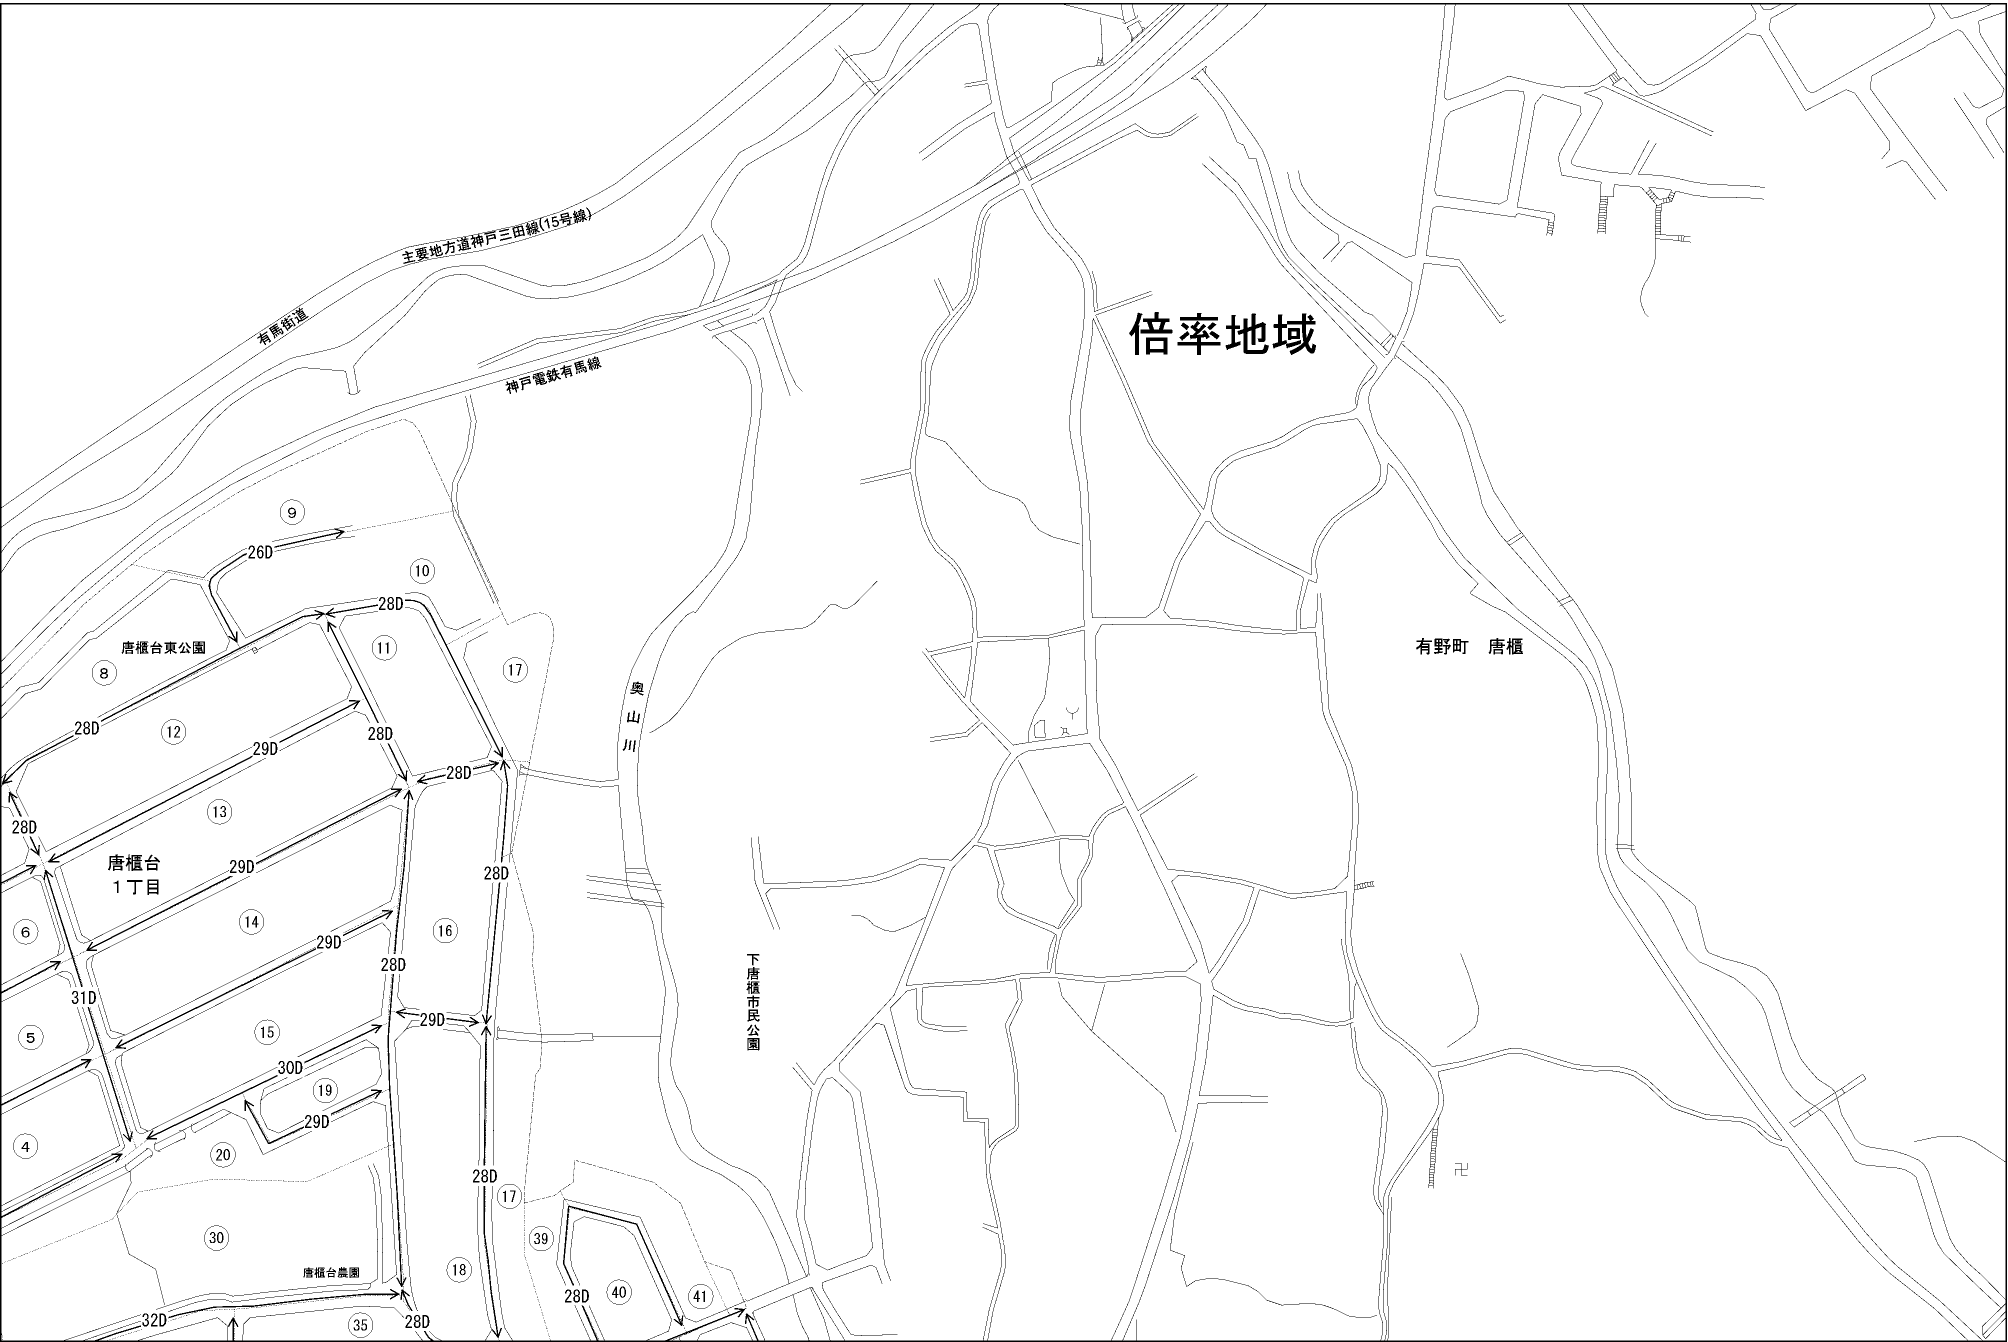 主要地方道神戸三田線(15号線)
有馬街道
倍率地域
神戸電鉄有馬線
⑨
26D
⑩
28D
唐櫃台東公園
⑪
有野町　唐櫃
⑧
⑰
奥山川
28D
⑫
28D
29D
28D
⑬
28D
唐櫃台
１丁目
29D
28D
⑥
⑭
⑯
29D
28D
下唐櫃市民公園
31D
29D
⑤
⑮
30D
⑲
29D
④
⑳
28D
⑰
卍
㉚
㊴
唐櫃台農園
⑱
28D
㊵
㊶
32D
28D
㉟